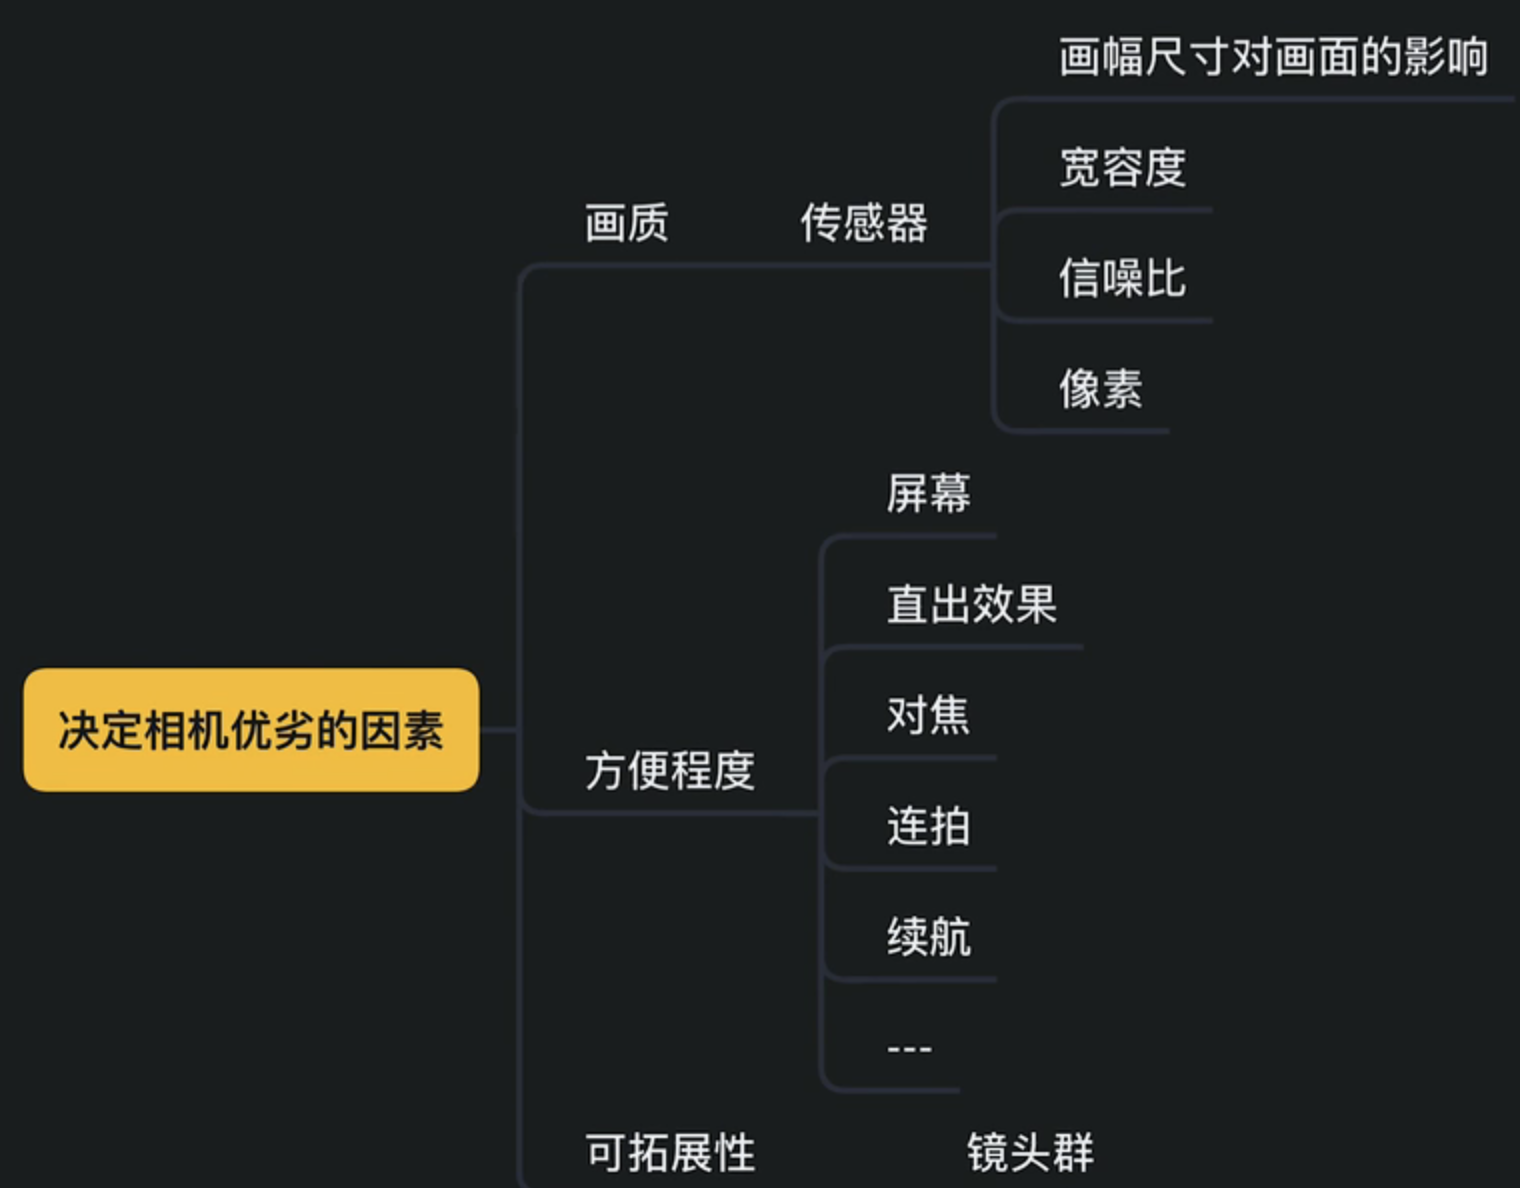 画幅尺寸对画面的影响
宽容度
画质
传感器
信噪比
像素
屏幕
直出效果
对焦
决定相机优劣的因素
方便程度
连拍
续航
---
可拓展性
镜头群